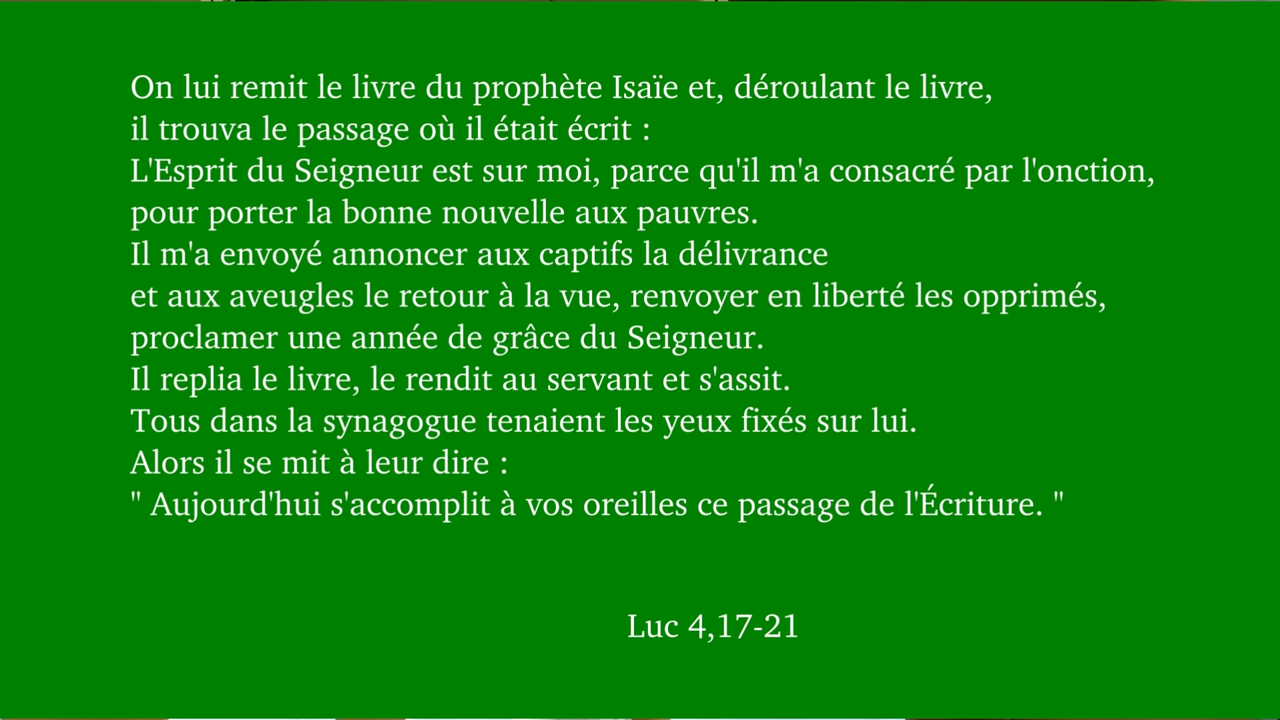 On lui remit le livre du prophète Isaïe et, déroulant le livre,
il trouva le passage où il était écrit :
L'Esprit du Seigneur est sur moi, parce qu'il m'a consacré par l'onction,
pour porter la bonne nouvelle aux pauvres.
Il m'a envoyé annoncer aux captifs la délivrance
et aux aveugles le retour à la vue, renvoyer en liberté les opprimés,
proclamer une année de grâce du Seigneur.
Il replia le livre, le rendit au servant et s'assit.
Tous dans la synagogue tenaient les yeux fixés sur lui.
Alors il se mit à leur dire :
" Aujourd'hui s'accomplit à vos oreilles ce passage de l'Écriture. "
Luc 4,17-21